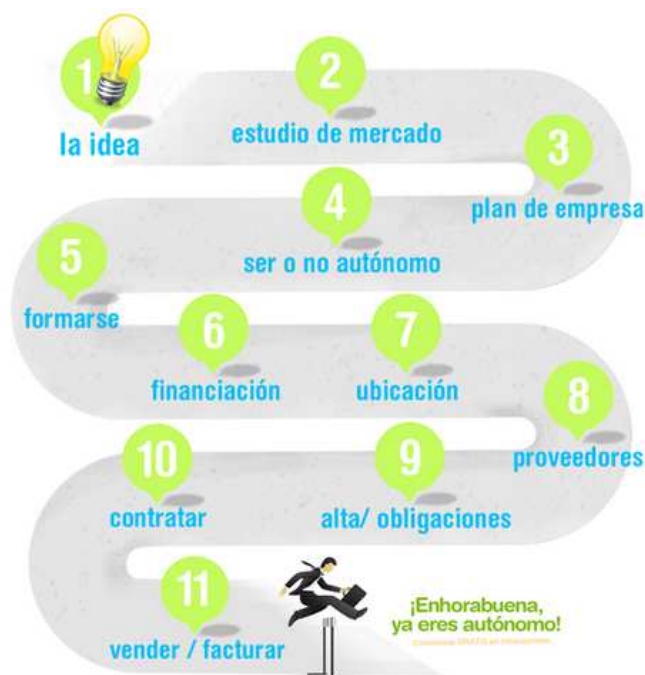 1
la idea
2
estudio de mercado
3
plan de empresa
4
ser o no autónomo
5
formarse
6
financiación
7
ubicación
8
proveedores
9
alta/ obligaciones
10
contratar
11
vender / facturar
¡Enhorabuena,
ya eres autónomo!